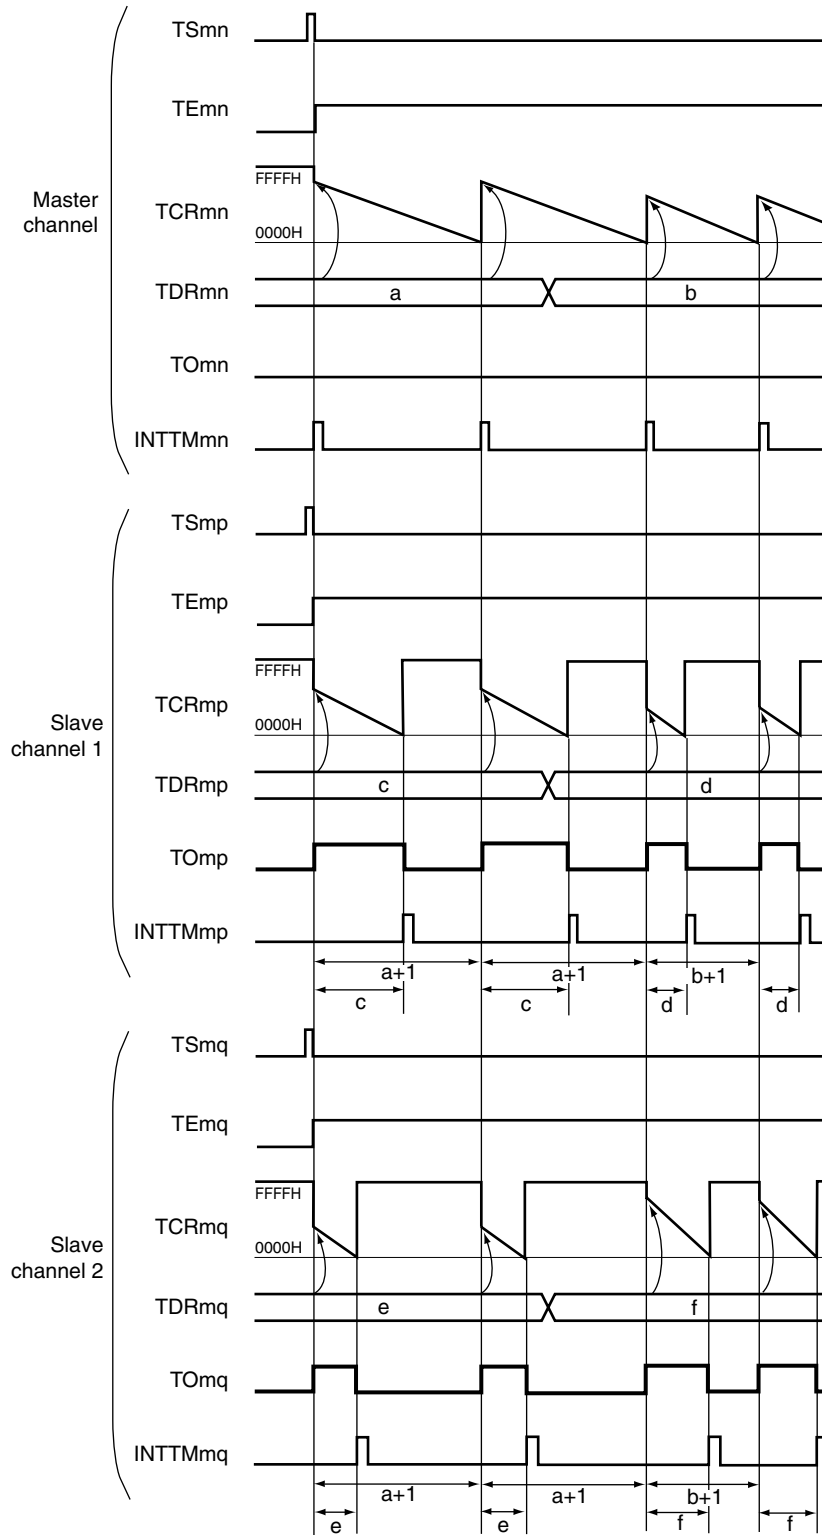 TSmn
TEmn
FFFFH
Master
channel
TCRmn
0000H
TDRmn
a
b
TOmn
INTTMmn
TSmp
TEmp
FFFFH
TCRmp
Slave
channel 1
0000H
TDRmp
c
d
TOmp
INTTMmp
a+1
a+1
b+1
c
c
d
d
TSmq
TEmq
FFFFH
TCRmq
Slave
channel 2
0000H
TDRmq
e
f
TOmq
INTTMmq
a+1
a+1
b+1
e
e
f
f